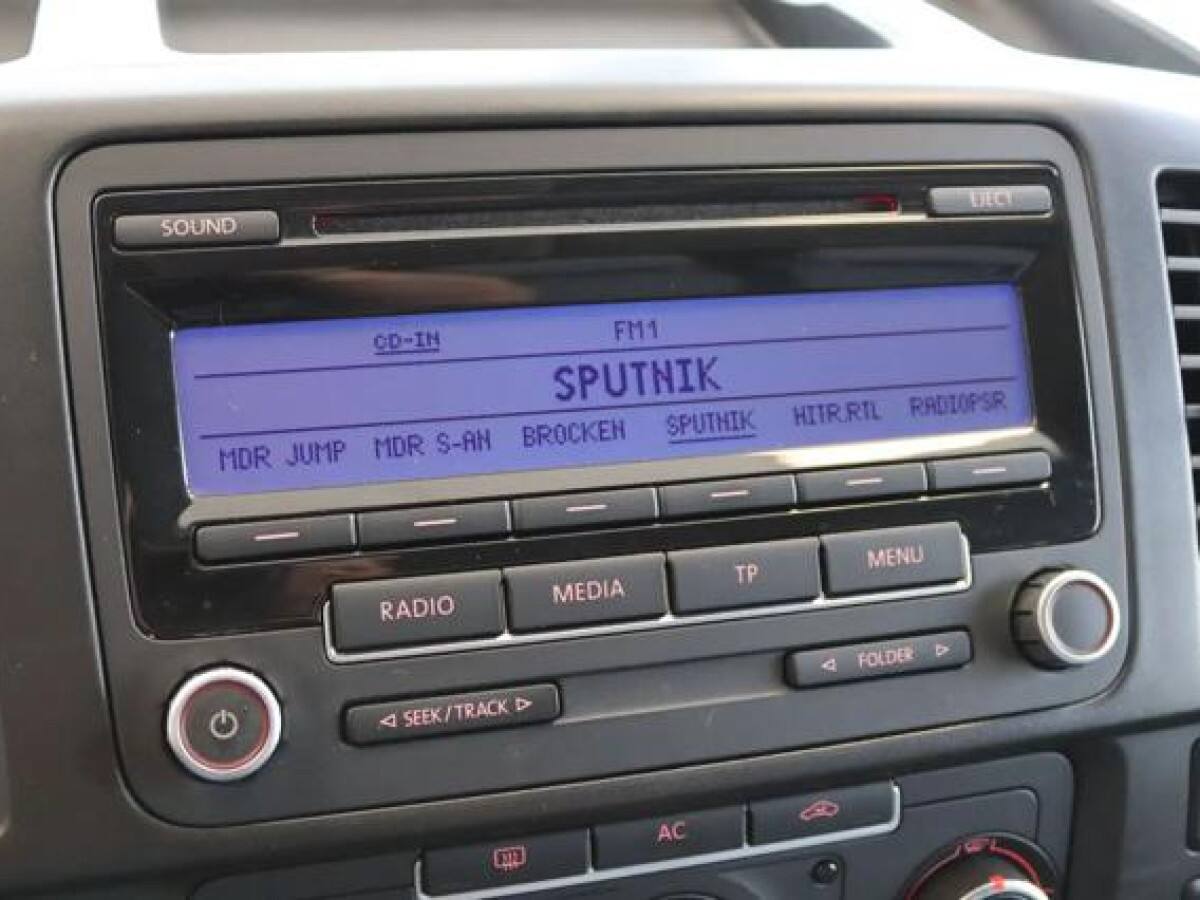 SOUND EJECT
CD-IN FM1
SPUTNIK
MDR JUMP MDR S-AN BROCKEN SPUTNIK HITR.RTL RADIOPSR
RADIO MEDIA TP MENU
◁ SEEK/TRACK ▷ ◁ FOLDER ▷
AC